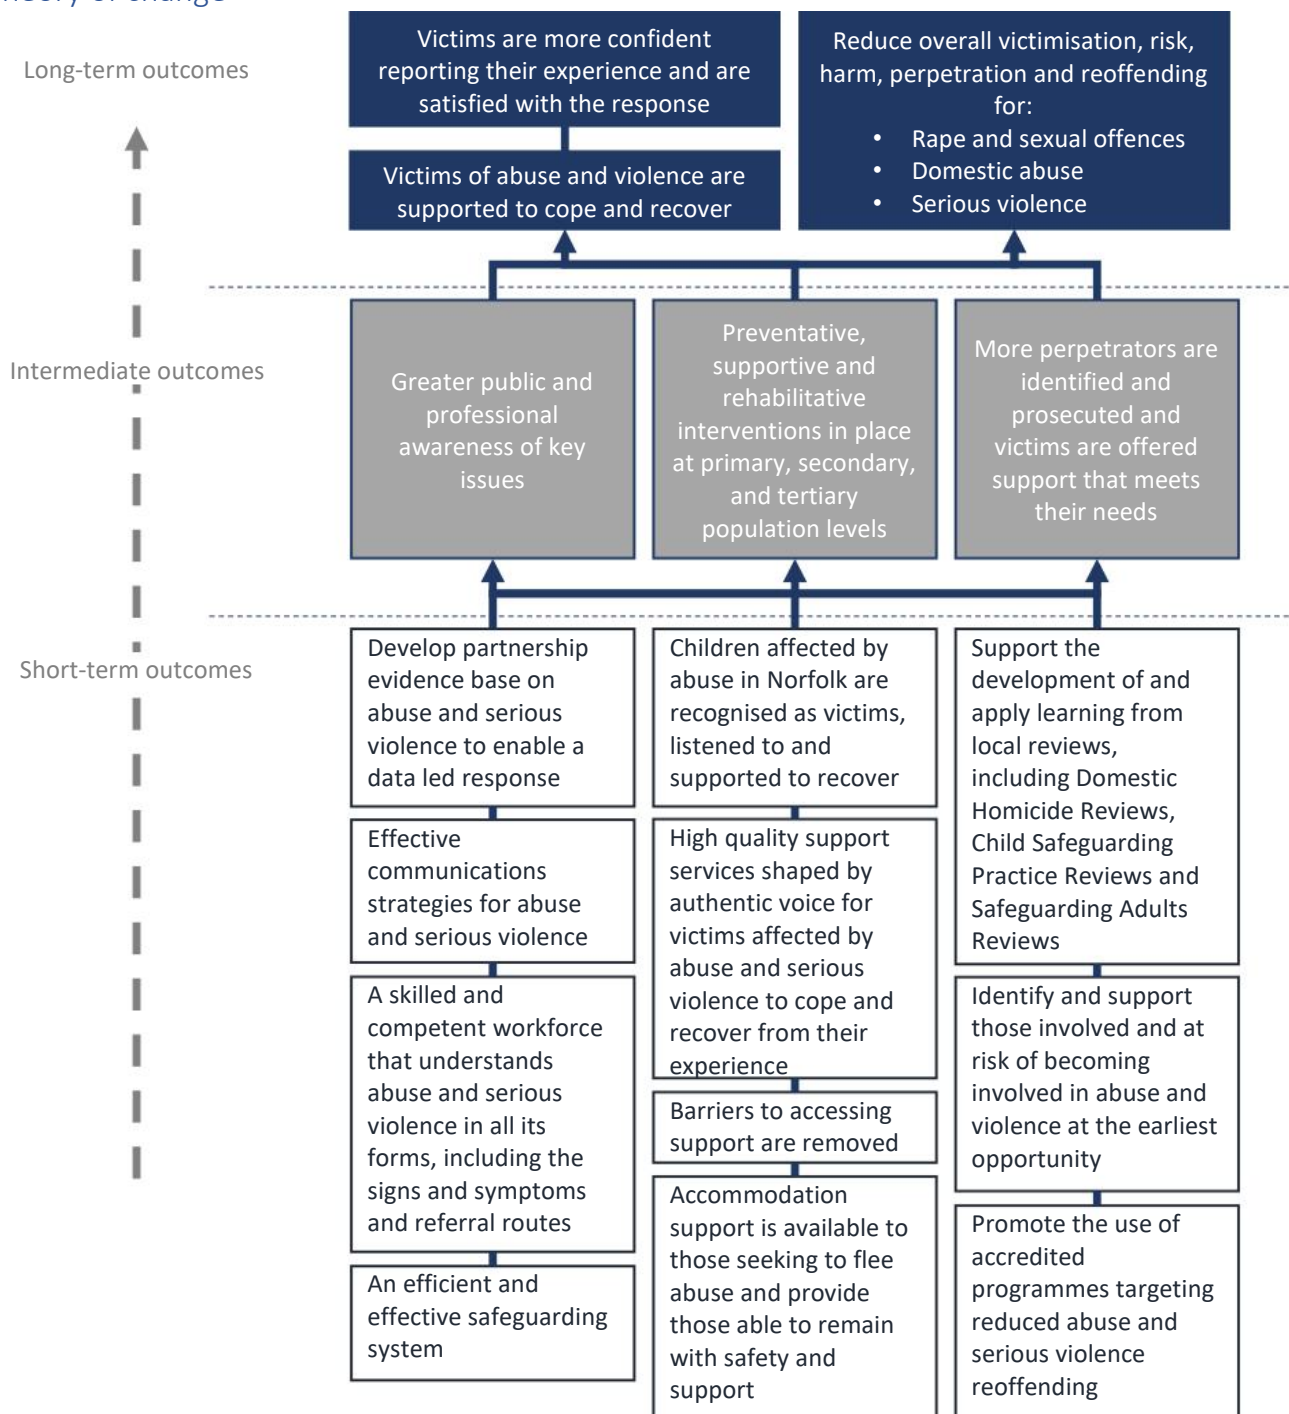 Theory of change
Long-term outcomes
Victims are more confident
reporting their experience and are
satisfied with the response
Victims of abuse and violence are
supported to cope and recover
Reduce overall victimisation, risk,
harm, perpetration and reoffending
for:
• Rape and sexual offences
• Domestic abuse
• Serious violence
Intermediate outcomes
Greater public and
professional
awareness of key
issues
Preventative,
supportive and
rehabilitative
interventions in place
at primary, secondary,
and tertiary
population levels
More perpetrators are
identified and
prosecuted and
victims are offered
support that meets
their needs
Short-term outcomes
Develop partnership
evidence base on
abuse and serious
violence to enable a
data led response
Effective
communications
strategies for abuse
and serious violence
A skilled and
competent workforce
that understands
abuse and serious
violence in all its
forms, including the
signs and symptoms
and referral routes
An efficient and
effective safeguarding
system
Children affected by
abuse in Norfolk are
recognised as victims,
listened to and
supported to recover
High quality support
services shaped by
authentic voice for
victims affected by
abuse and serious
violence to cope and
recover from their
experience
Barriers to accessing
support are removed
Accommodation
support is available to
those seeking to flee
abuse and provide
those able to remain
with safety and
support
Support the
development of and
apply learning from
local reviews,
including Domestic
Homicide Reviews,
Child Safeguarding
Practice Reviews and
Safeguarding Adults
Reviews
Identify and support
those involved and at
risk of becoming
involved in abuse and
violence at the earliest
opportunity
Promote the use of
accredited
programmes targeting
reduced abuse and
serious violence
reoffending